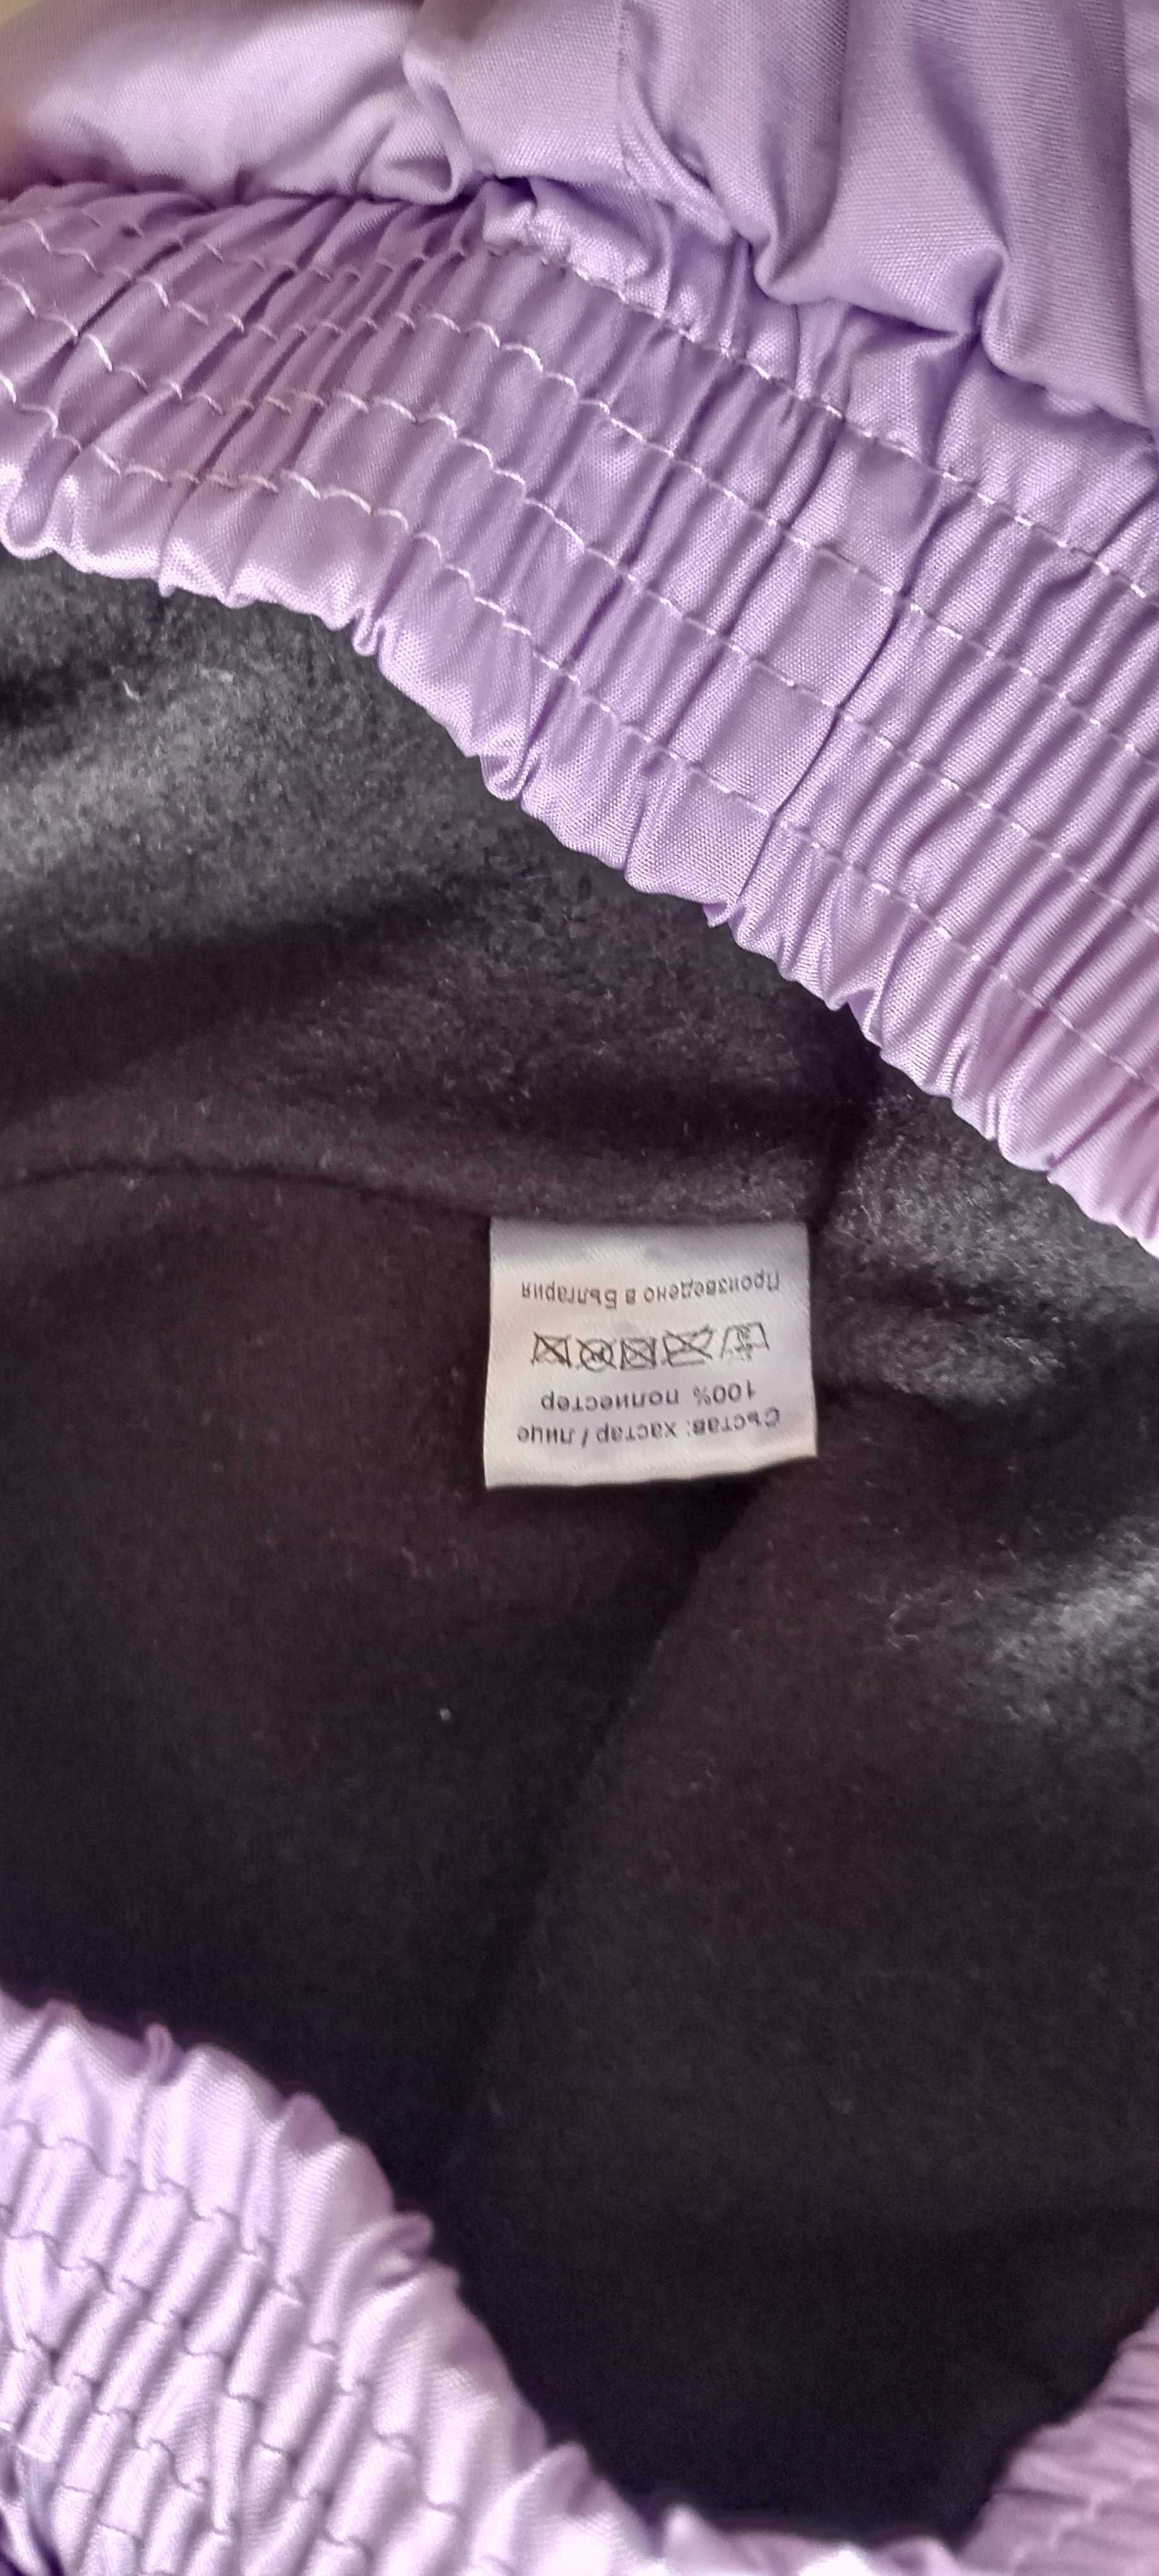 Състав: хастар / лице
100% полиестер
Произведено в България